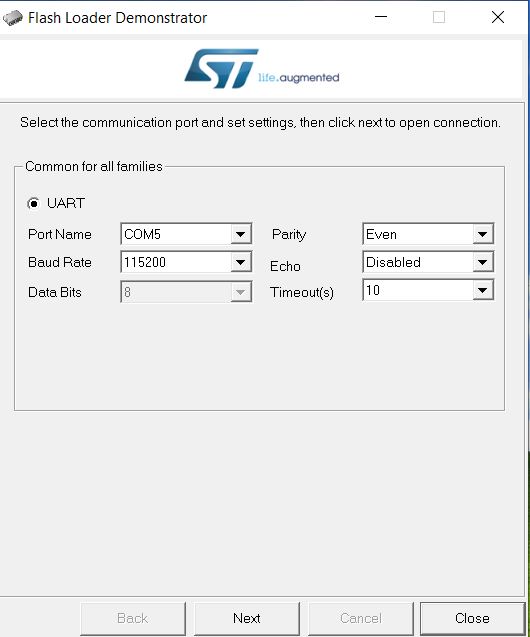 Flash Loader Demonstrator
ST life.augmented
Select the communication port and set settings, then click next to open connection.
Common for all families
UART
Port Name COM5 Parity Even
Baud Rate 115200 Echo Disabled
Data Bits 8 Timeout(s) 10
Back Next Cancel Close